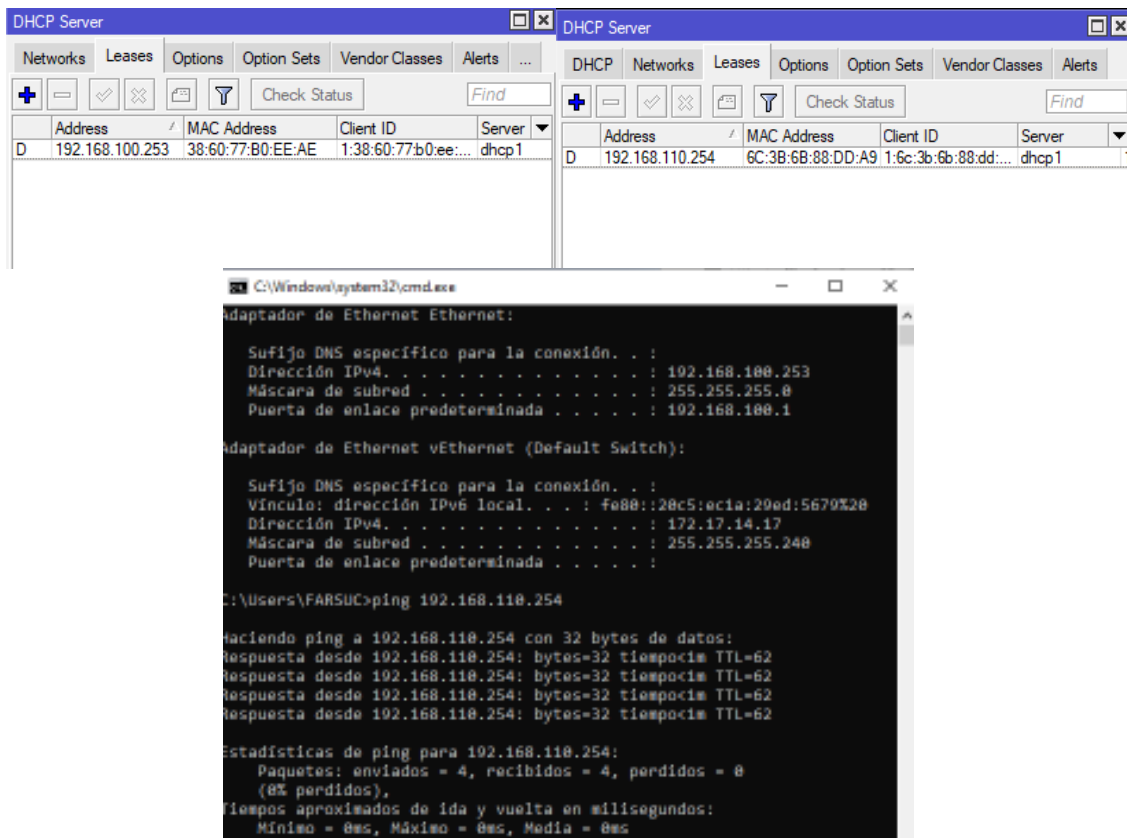 DHCP Server
Networks Leases Options Option Sets Vendor Classes Alerts ...
Check Status Find
Address MAC Address Client ID Server
D 192.168.100.253 38:60:77:B0:EE:AE 1:38:60:77:b0:ee:... dhcp1
DHCP Server
DHCP Networks Leases Options Option Sets Vendor Classes Alerts
Check Status Find
Address MAC Address Client ID Server
D 192.168.110.254 6C:3B:6B:88:DD:A9 1:6c:3b:6b:88:dd:... dhcp1
C:\Windows\system32\cmd.exe
Adaptador de Ethernet Ethernet:
Sufijo DNS específico para la conexión. . :
Dirección IPv4. . . . . . . . . . . . . . : 192.168.100.253
Máscara de subred . . . . . . . . . . . . : 255.255.255.0
Puerta de enlace predeterminada . . . . . : 192.168.100.1
Adaptador de Ethernet vEthernet (Default Switch):
Sufijo DNS específico para la conexión. . :
Vínculo: dirección IPv6 local. . . : fe80::20c5:ec1a:29ed:5679%20
Dirección IPv4. . . . . . . . . . . . . . : 172.17.14.17
Máscara de subred . . . . . . . . . . . . : 255.255.255.240
Puerta de enlace predeterminada . . . . . :
C:\Users\FARSUC>ping 192.168.110.254
Haciendo ping a 192.168.110.254 con 32 bytes de datos:
Respuesta desde 192.168.110.254: bytes=32 tiempo<1m TTL=62
Respuesta desde 192.168.110.254: bytes=32 tiempo<1m TTL=62
Respuesta desde 192.168.110.254: bytes=32 tiempo<1m TTL=62
Respuesta desde 192.168.110.254: bytes=32 tiempo<1m TTL=62
Estadísticas de ping para 192.168.110.254:
Paquetes: enviados = 4, recibidos = 4, perdidos = 0
(0% perdidos),
Tiempos aproximados de ida y vuelta en milisegundos:
Mínimo = 0ms, Máximo = 0ms, Media = 0ms